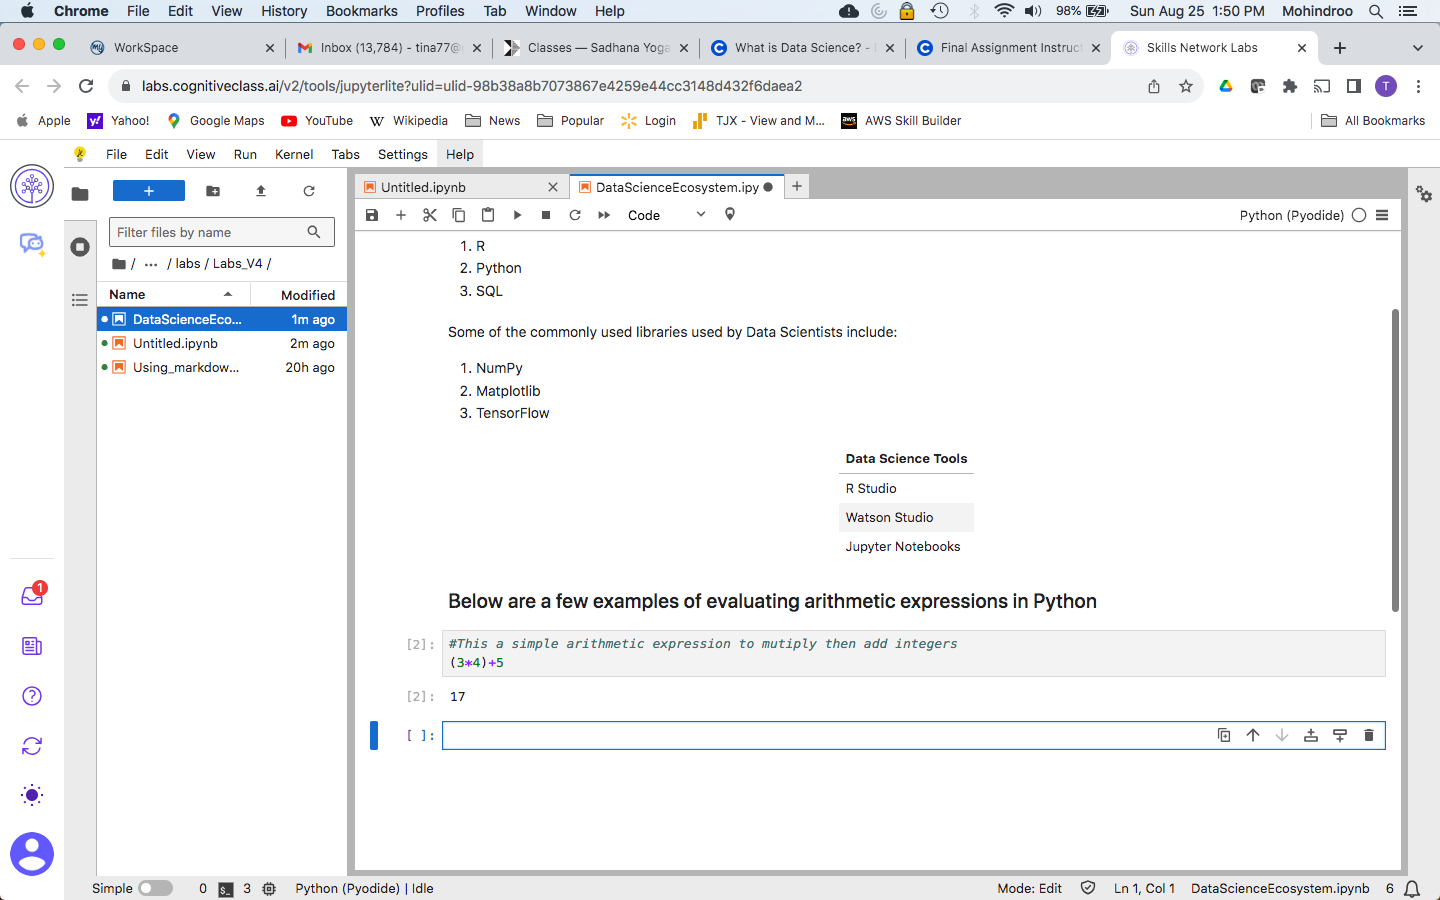 Chrome File Edit View History Bookmarks Profiles Tab Window Help 98% Sun Aug 25 1:50 PM Mohindroo
WorkSpace Inbox (13,784) - tina77@ Classes — Sadhana Yoga What is Data Science? - Final Assignment Instruct Skills Network Labs
labs.cognitiveclass.ai/v2/tools/jupyterlite?ulid=ulid-98b38a8b7073867e4259e44cc3148d432f6daea2 T
Apple Yahoo! Google Maps YouTube W Wikipedia News Popular Login TJX - View and M... aws AWS Skill Builder All Bookmarks
File Edit View Run Kernel Tabs Settings Help
Untitled.ipynb DataScienceEcosystem.ipy
Code Python (Pyodide)
Filter files by name
/ ... / labs / Labs_V4 /
Name Modified
DataScienceEco... 1m ago
Untitled.ipynb 2m ago
Using_markdow... 20h ago
1. R
2. Python
3. SQL
Some of the commonly used libraries used by Data Scientists include:
1. NumPy
2. Matplotlib
3. TensorFlow
Data Science Tools
R Studio
Watson Studio
Jupyter Notebooks
Below are a few examples of evaluating arithmetic expressions in Python
[2]: #This a simple arithmetic expression to mutiply then add integers
(3*4)+5
[2]: 17
[ ]:
1
Simple 0 $_ 3 Python (Pyodide) | Idle Mode: Edit Ln 1, Col 1 DataScienceEcosystem.ipynb 6